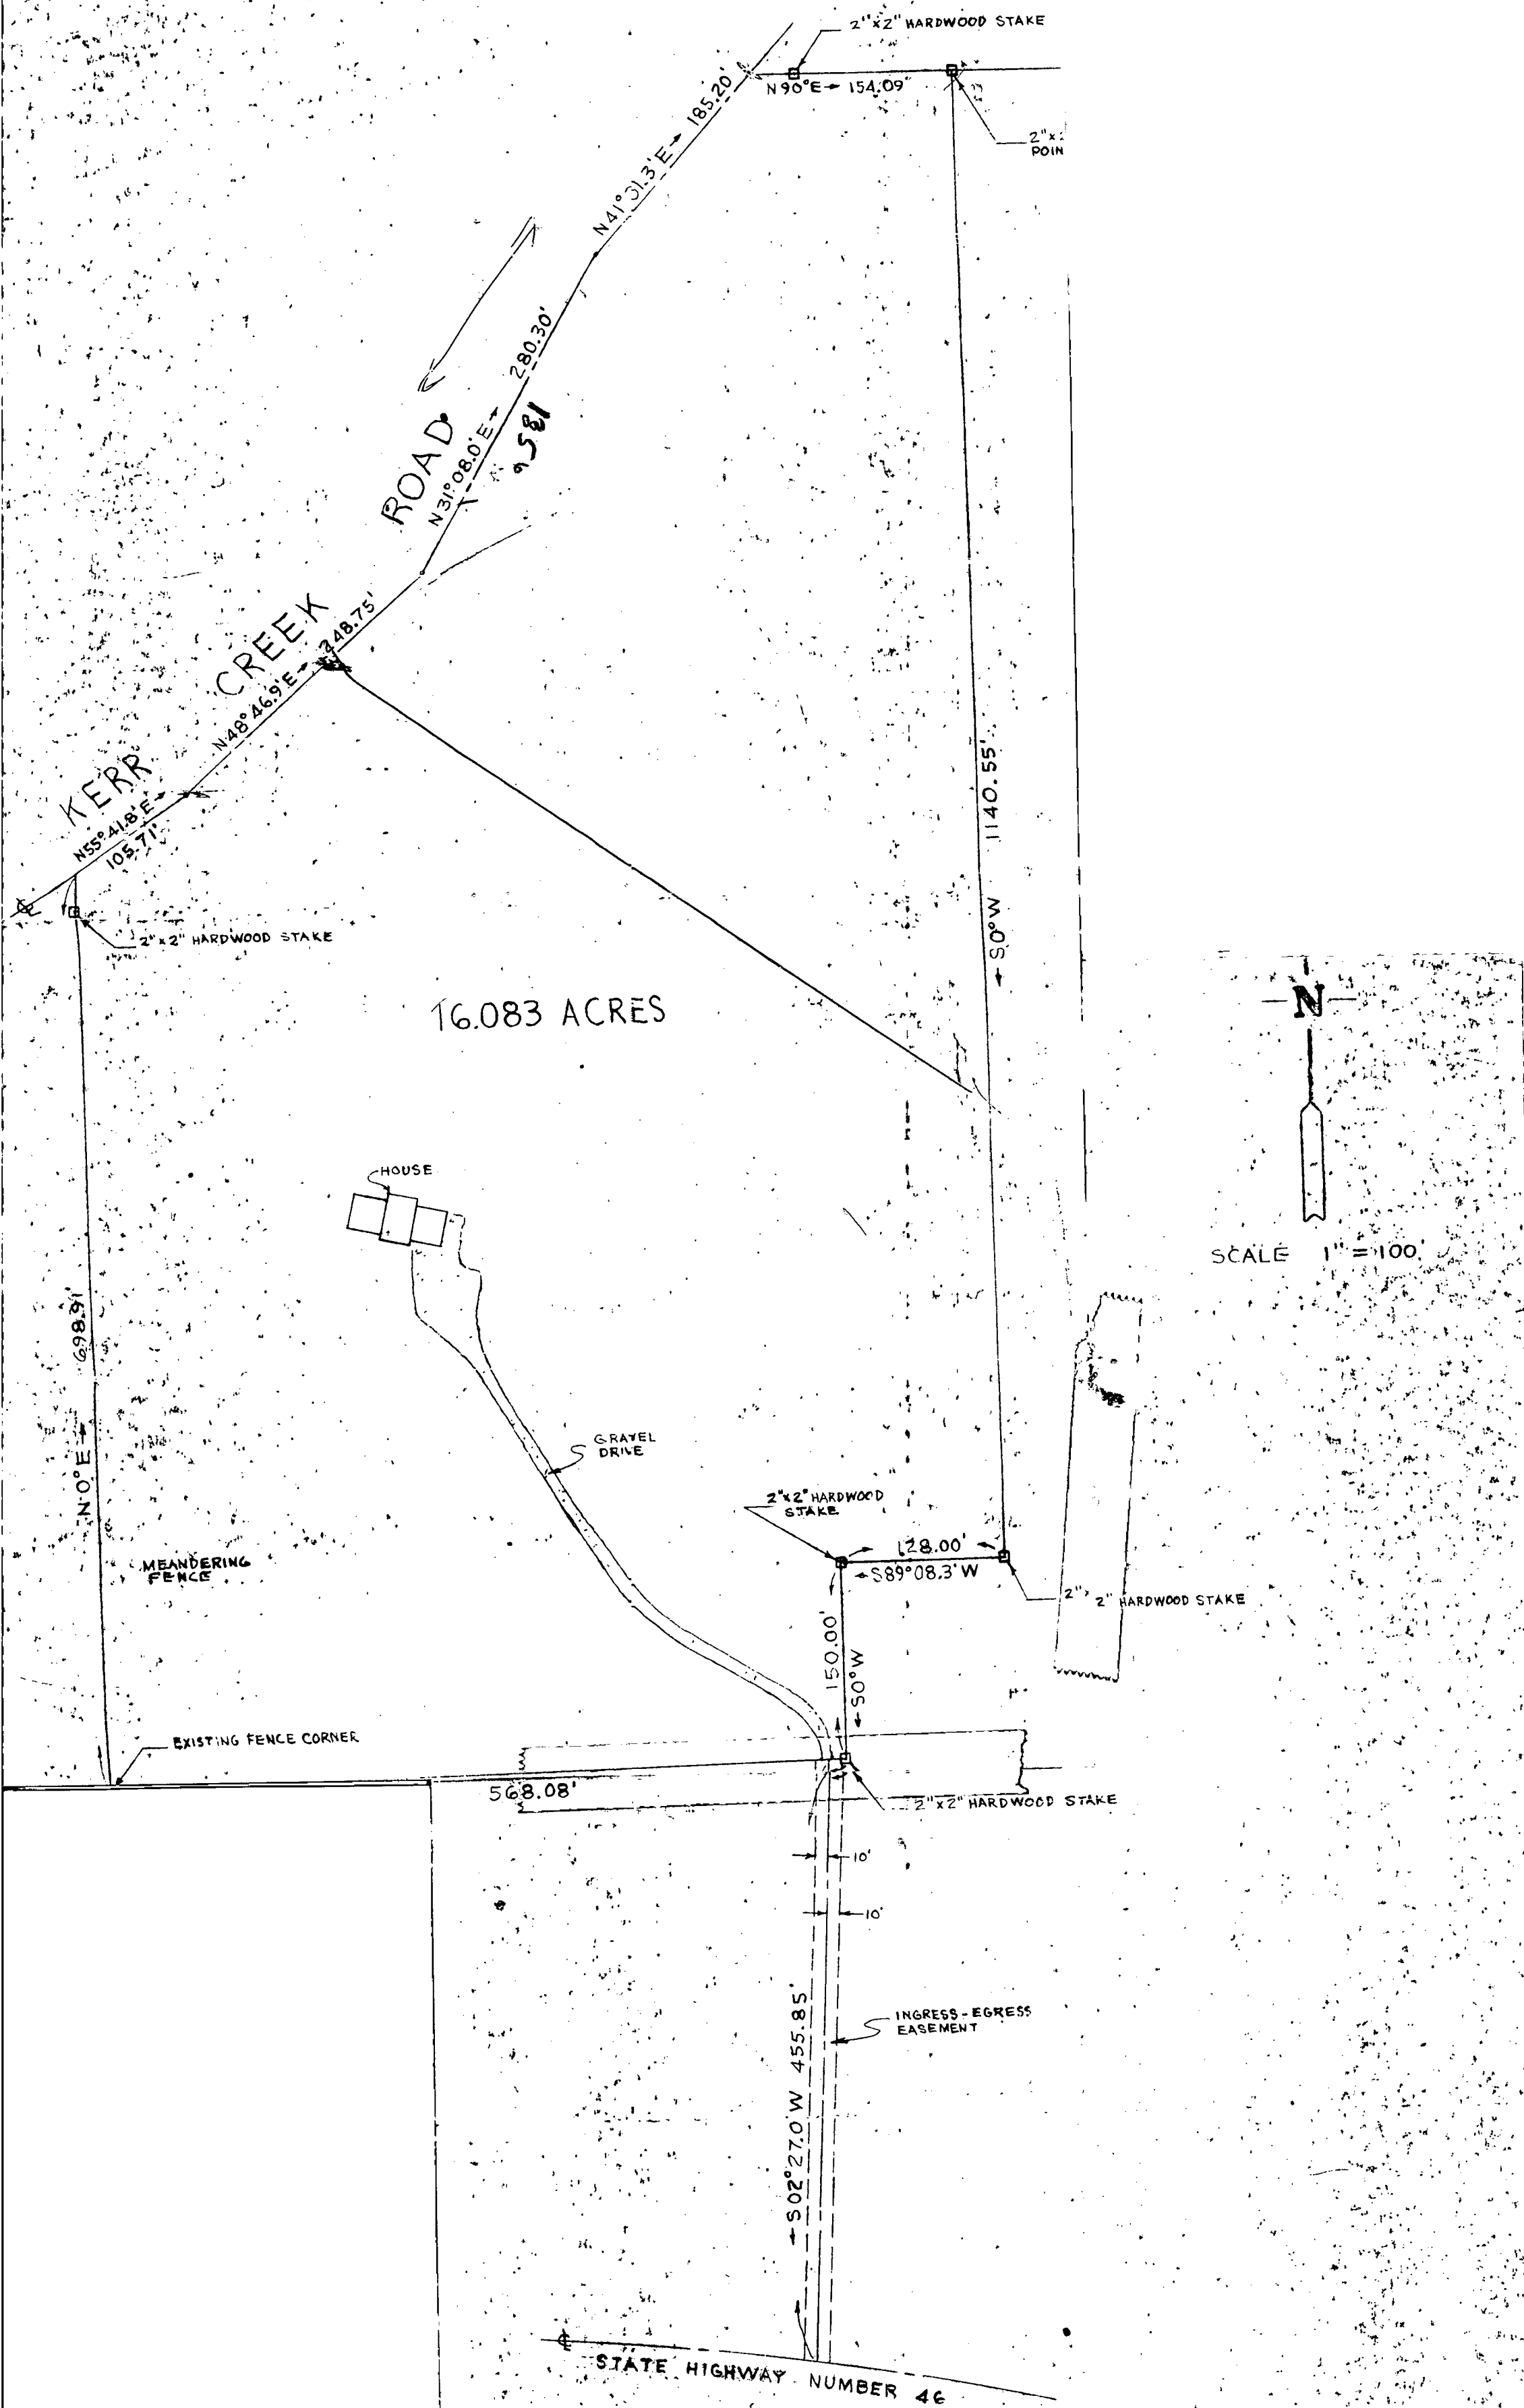 2"x2" HARDWOOD STAKE
N90°E 154.09"
185.20'
N41°31.3'E
2"x
POIN
280.30'
N31°08.0'E
ROAD
248.75'
N48°46.9'E
CREEK
KERR
N55°41.8'E
105.71'
2"x2" HARDWOOD STAKE
1140.55'
S0°W
16.083 ACRES
N
SCALE 1"=100'
HOUSE
698.91'
N0°E
GRAVEL
DRIVE
2"x2" HARDWOOD
STAKE
128.00'
S89°08.3'W
2" 2" HARDWOOD STAKE
MEANDERING
FENCE
150.00'
S0°W
EXISTING FENCE CORNER
568.08'
2"x2" HARDWOOD STAKE
10'
10'
INGRESS-EGRESS
EASEMENT
S02°27.0'W 455.85'
STATE HIGHWAY NUMBER 46